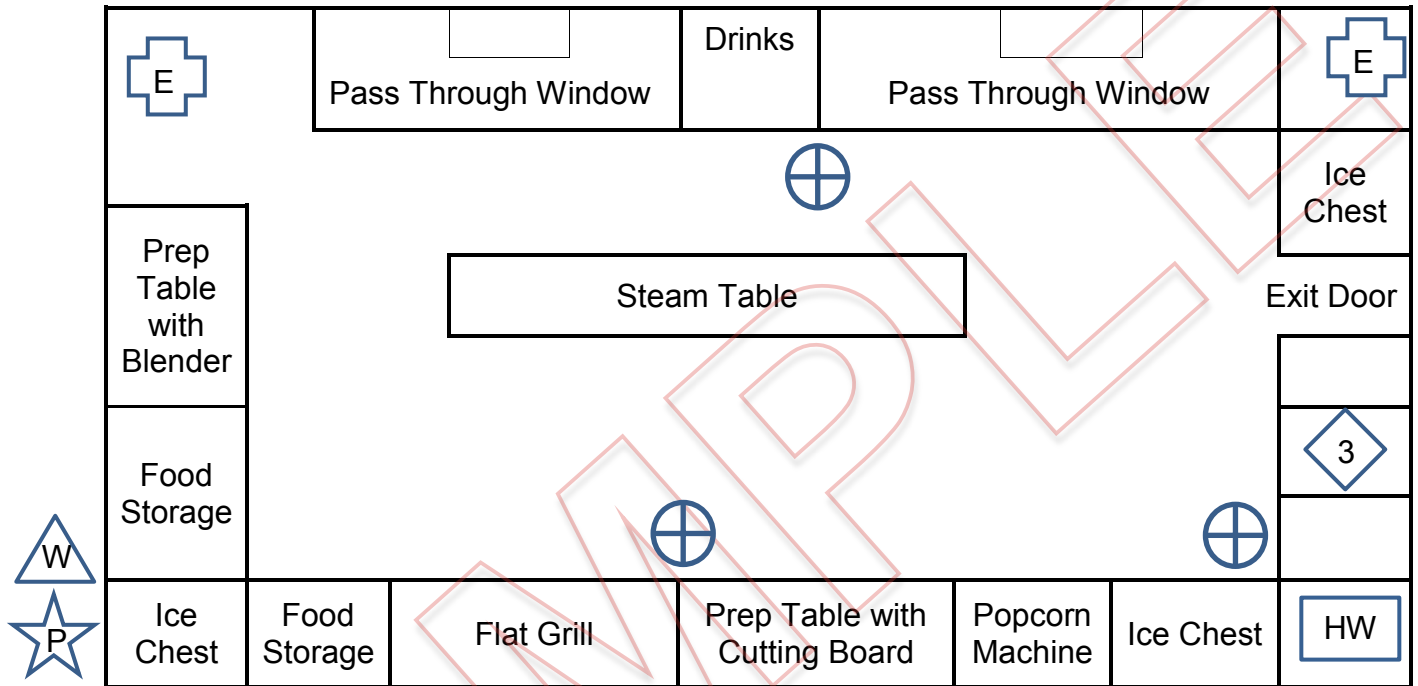 E
Pass Through Window
Drinks
Pass Through Window
E
Ice
Chest
Prep
Table
with
Blender
Steam Table
Exit Door
Food
Storage
3
W
P
Ice
Chest
Food
Storage
Flat Grill
Prep Table with
Cutting Board
Popcorn
Machine
Ice Chest
HW
MPLE